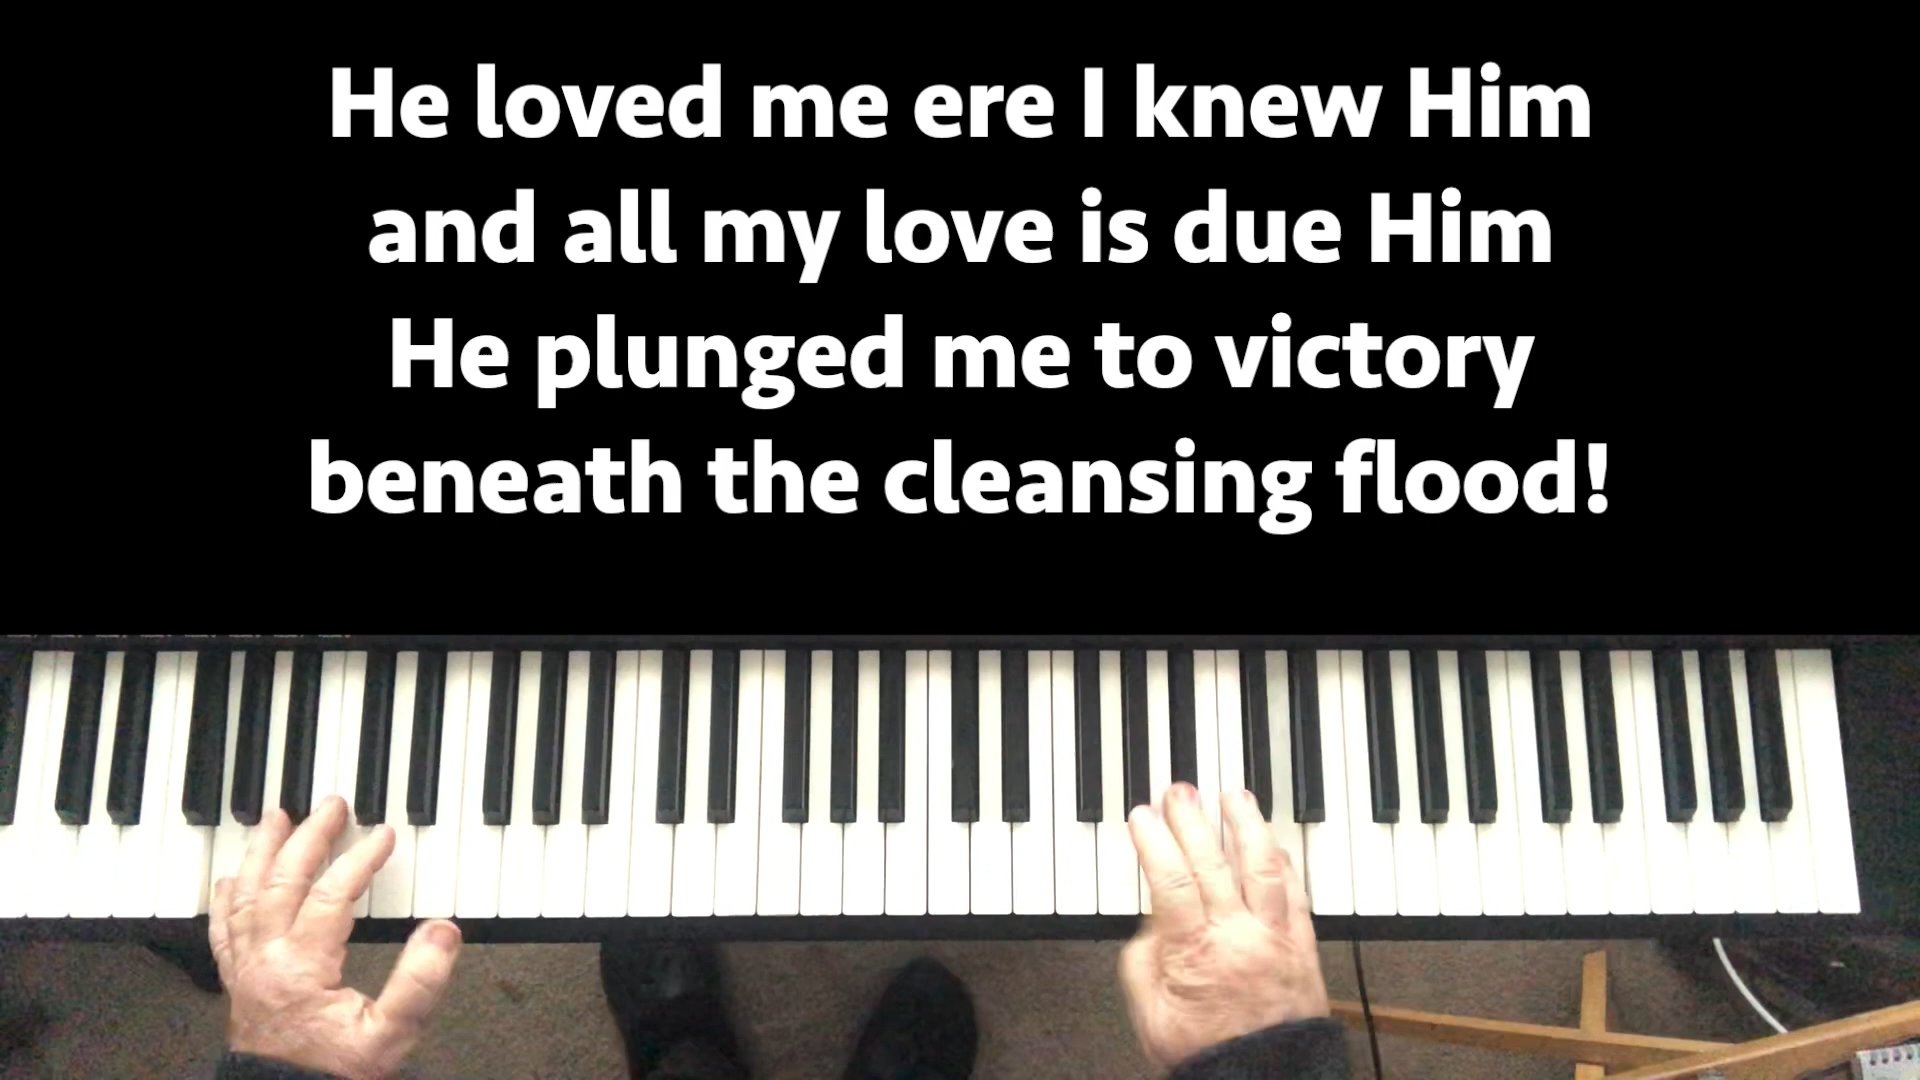 He loved me ere I knew Him
and all my love is due Him
He plunged me to victory
beneath the cleansing flood!